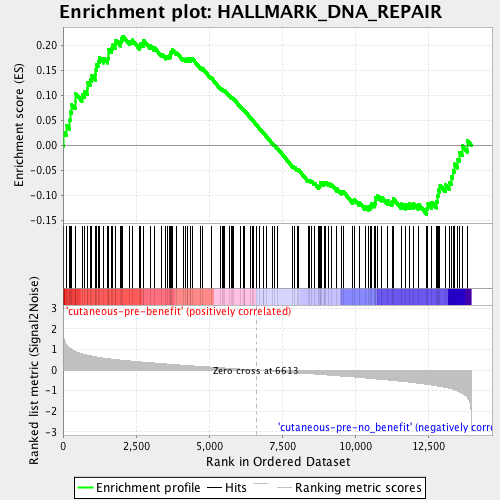 Enrichment plot: HALLMARK_DNA_REPAIR
Enrichment score (ES)
0.20
0.15
0.10
0.05
0.00
-0.05
-0.10
-0.15
'cutaneous-pre-benefit' (positively correlated)
Ranked list metric (Signal2Noise)
3
2
1
0
-1
-2
-3
Zero cross at 6613
'cutaneous-pre-no_benefit' (negatively corre
0
2,500
5,000
7,500
10,000
12,500
Rank in Ordered Dataset
Enrichment profile
Hits
Ranking metric scores